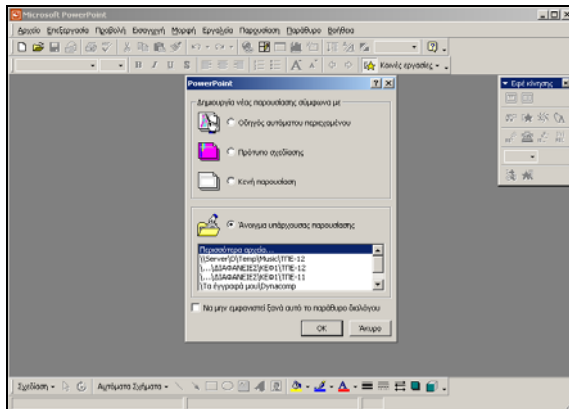 Microsoft PowerPoint
Αρχείο Επεξεργασία Προβολή Εισαγωγή Μορφή Εργαλεία Παρουσίαση Παράθυρο Βοήθεια
Κοινές εργασίες
PowerPoint
Εφέ κίνησης
Δημιουργία νέας παρουσίασης σύμφωνα με
Οδηγός αυτόματου περιεχομένου
Πρότυπο σχεδίασης
Κενή παρουσίαση
Άνοιγμα υπάρχουσας παρουσίασης
Περισσότερα αρχεία...
\\Server\D\Temp\Music\ΤΠΕ-12
\...\ΔΙΑΦΑΝΕΙΕΣ\ΚΕΦ1\ΤΠΕ-12
\...\ΔΙΑΦΑΝΕΙΕΣ\ΚΕΦ1\ΤΠΕ-11
\Τα έγγραφά μου\Dynacomp
Να μην εμφανιστεί ξανά αυτό το παράθυρο διαλόγου
OK Άκυρο
Σχεδίαση Αυτόματα Σχήματα